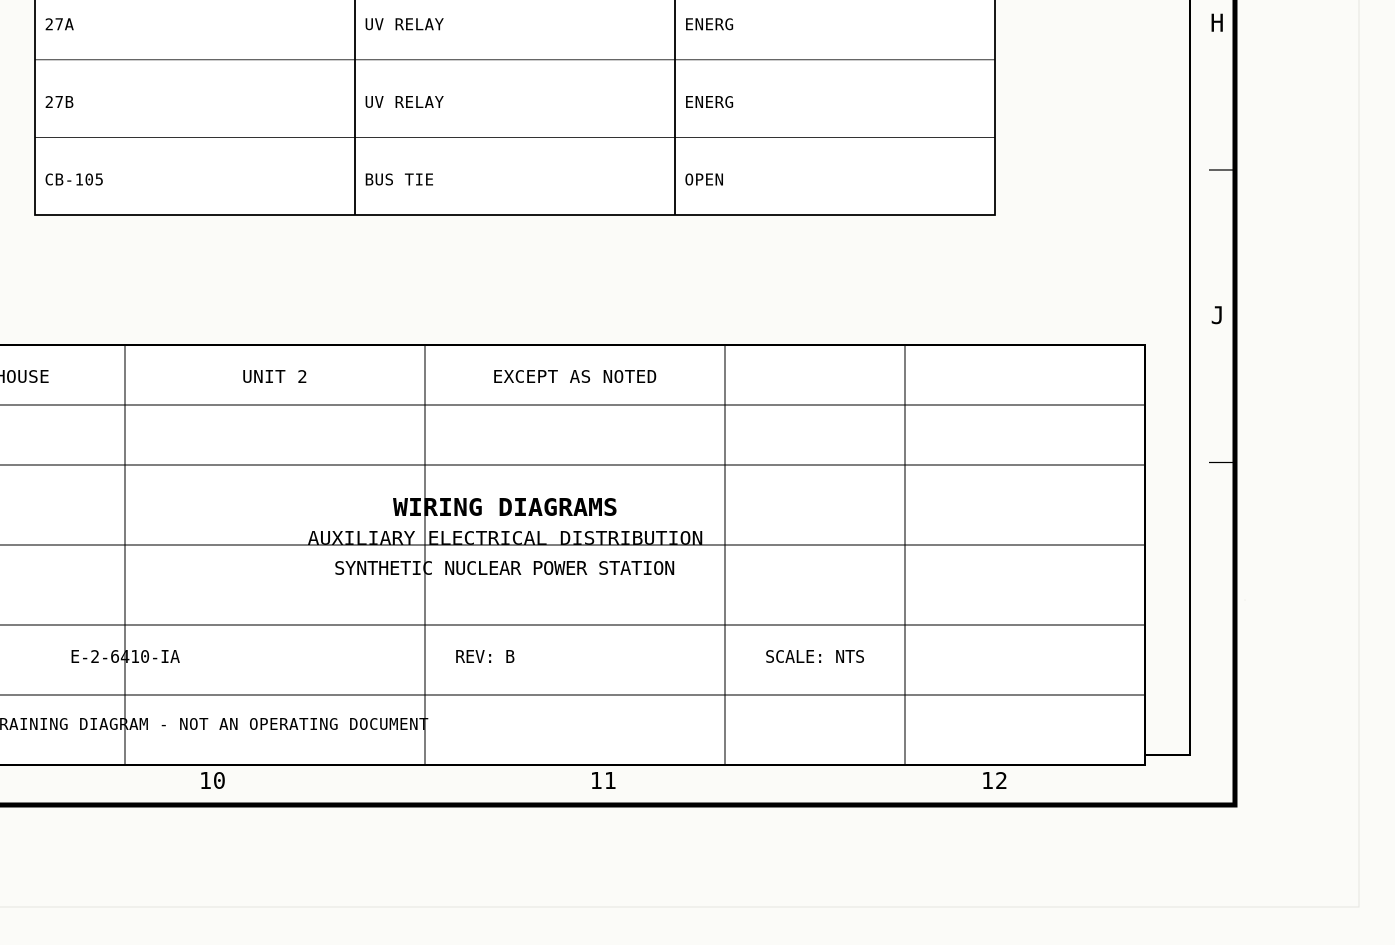 27A UV RELAY ENERG
H
27B UV RELAY ENERG
CB-105 BUS TIE OPEN
J
HOUSE UNIT 2 EXCEPT AS NOTED
WIRING DIAGRAMS
AUXILIARY ELECTRICAL DISTRIBUTION
SYNTHETIC NUCLEAR POWER STATION
E-2-6410-IA REV: B SCALE: NTS
RAINING DIAGRAM - NOT AN OPERATING DOCUMENT
10 11 12